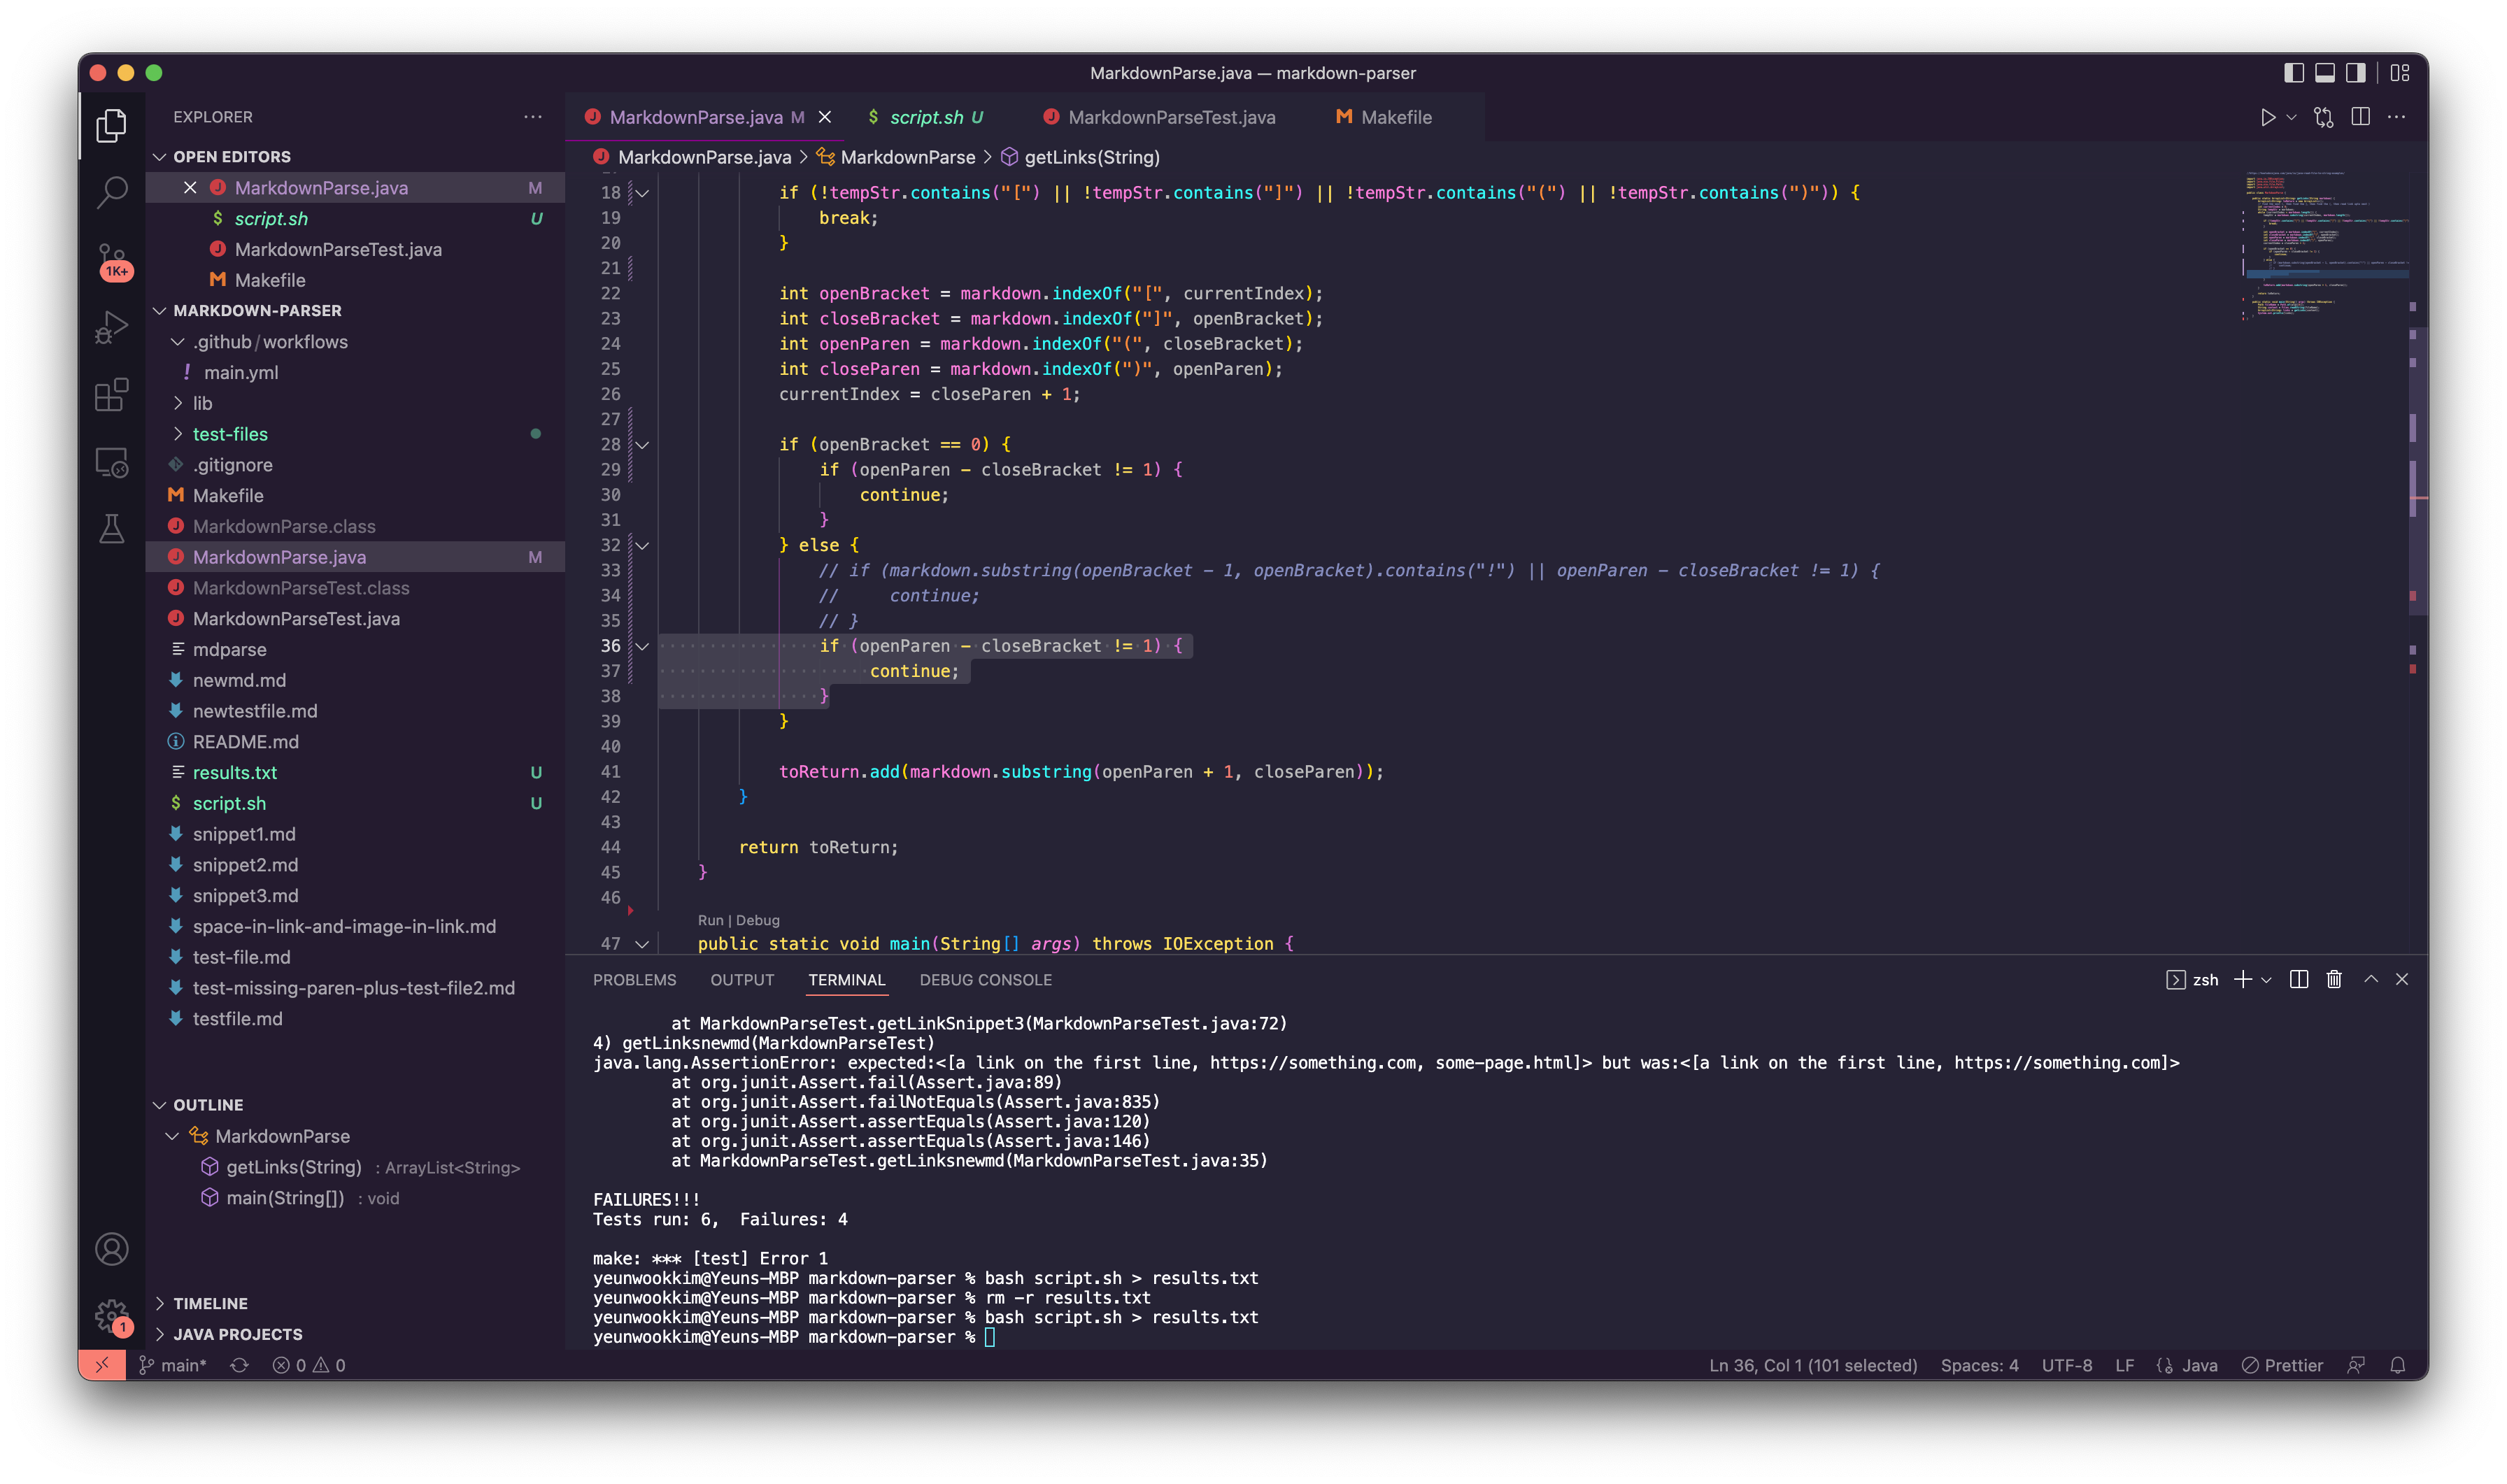 MarkdownParse.java — markdown-parser
EXPLORER
OPEN EDITORS
MarkdownParse.java M
$ script.sh U
MarkdownParseTest.java
M Makefile
MARKDOWN-PARSER
.github/workflows
! main.yml
lib
test-files
.gitignore
M Makefile
MarkdownParse.class
MarkdownParse.java M
MarkdownParseTest.class
MarkdownParseTest.java
mdparse
newmd.md
newtestfile.md
README.md
results.txt U
$ script.sh U
snippet1.md
snippet2.md
snippet3.md
space-in-link-and-image-in-link.md
test-file.md
test-missing-paren-plus-test-file2.md
testfile.md
OUTLINE
MarkdownParse
getLinks(String) : ArrayList<String>
main(String[]) : void
TIMELINE
JAVA PROJECTS
1K+
1
MarkdownParse.java M $ script.sh U MarkdownParseTest.java M Makefile
MarkdownParse.java > MarkdownParse > getLinks(String)
18 if (!tempStr.contains("[") || !tempStr.contains("]") || !tempStr.contains("(") || !tempStr.contains(")")) {
19 break;
20 }
21
22 int openBracket = markdown.indexOf("[", currentIndex);
23 int closeBracket = markdown.indexOf("]", openBracket);
24 int openParen = markdown.indexOf("(", closeBracket);
25 int closeParen = markdown.indexOf(")", openParen);
26 currentIndex = closeParen + 1;
27
28 if (openBracket == 0) {
29 if (openParen - closeBracket != 1) {
30 continue;
31 }
32 } else {
33 // if (markdown.substring(openBracket - 1, openBracket).contains("!") || openParen - closeBracket != 1) {
34 //     continue;
35 // }
36 if (openParen - closeBracket != 1) {
37 continue;
38 }
39 }
40
41 toReturn.add(markdown.substring(openParen + 1, closeParen));
42 }
43
44 return toReturn;
45 }
46
Run | Debug
47 public static void main(String[] args) throws IOException {
PROBLEMS OUTPUT TERMINAL DEBUG CONSOLE
zsh
at MarkdownParseTest.getLinkSnippet3(MarkdownParseTest.java:72)
4) getLinksnewmd(MarkdownParseTest)
java.lang.AssertionError: expected:<[a link on the first line, https://something.com, some-page.html]> but was:<[a link on the first line, https://something.com]>
at org.junit.Assert.fail(Assert.java:89)
at org.junit.Assert.failNotEquals(Assert.java:835)
at org.junit.Assert.assertEquals(Assert.java:120)
at org.junit.Assert.assertEquals(Assert.java:146)
at MarkdownParseTest.getLinksnewmd(MarkdownParseTest.java:35)
FAILURES!!!
Tests run: 6,  Failures: 4
make: *** [test] Error 1
yeunwookkim@Yeuns-MBP markdown-parser % bash script.sh > results.txt
yeunwookkim@Yeuns-MBP markdown-parser % rm -r results.txt
yeunwookkim@Yeuns-MBP markdown-parser % bash script.sh > results.txt
yeunwookkim@Yeuns-MBP markdown-parser %
main* 0 0 Ln 36, Col 1 (101 selected) Spaces: 4 UTF-8 LF Java Prettier